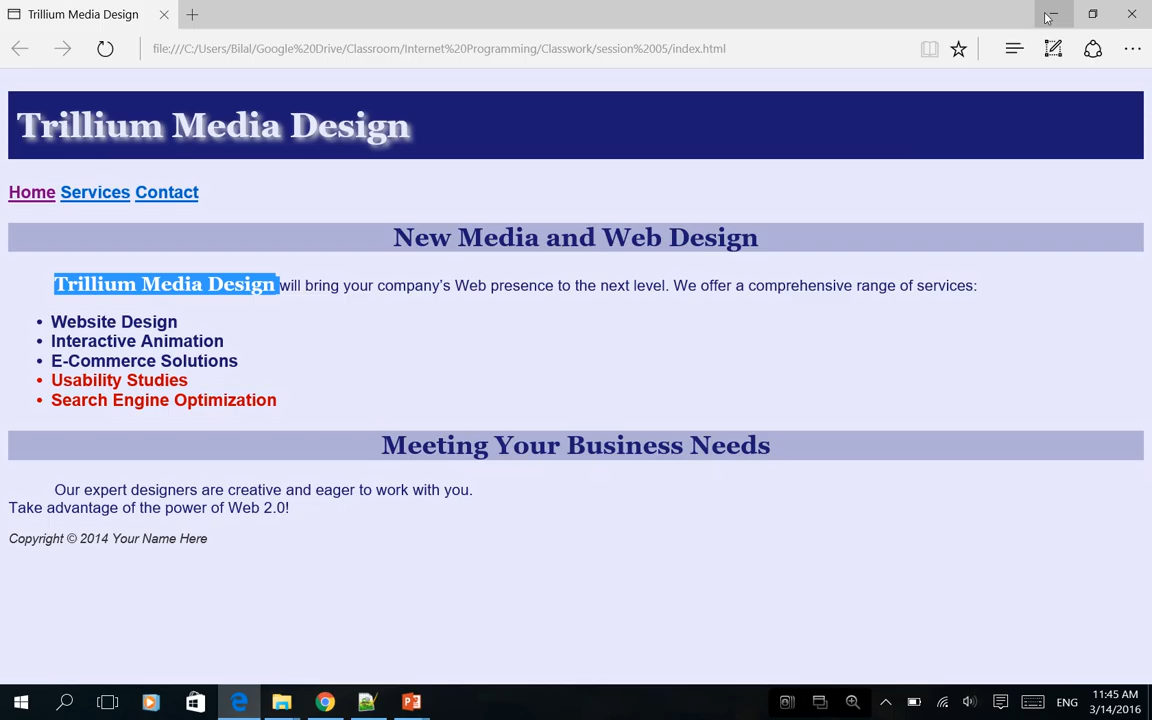 Trillium Media Design
file:///C:/Users/Bilal/Google%20Drive/Classroom/Internet%20Programming/Classwork/session%2005/index.html
Trillium Media Design
Home Services Contact
New Media and Web Design
Trillium Media Design will bring your company's Web presence to the next level. We offer a comprehensive range of services:
• Website Design
• Interactive Animation
• E-Commerce Solutions
• Usability Studies
• Search Engine Optimization
Meeting Your Business Needs
Our expert designers are creative and eager to work with you.
Take advantage of the power of Web 2.0!
Copyright © 2014 Your Name Here
ENG
11:45 AM
3/14/2016